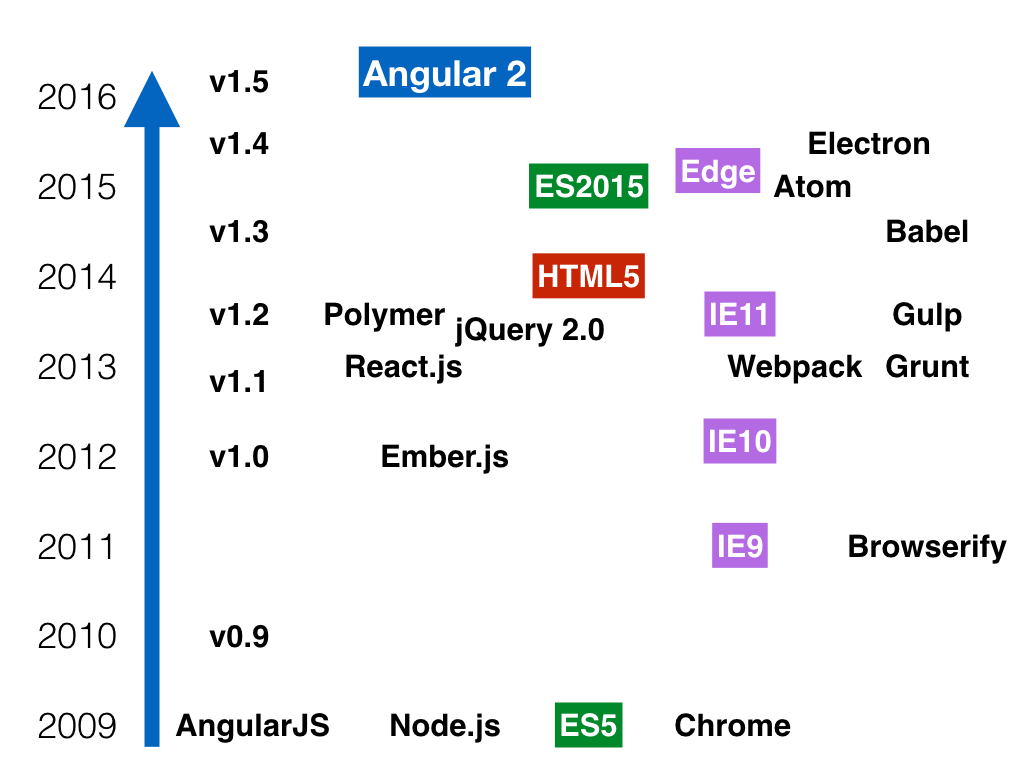 v1.5 Angular 2
2016
v1.4 Electron
Edge
2015 ES2015 Atom
v1.3 Babel
2014 HTML5
v1.2 Polymer IE11 Gulp
jQuery 2.0
2013 React.js Webpack Grunt
v1.1
IE10
2012 v1.0 Ember.js
2011 IE9 Browserify
2010 v0.9
2009 AngularJS Node.js ES5 Chrome